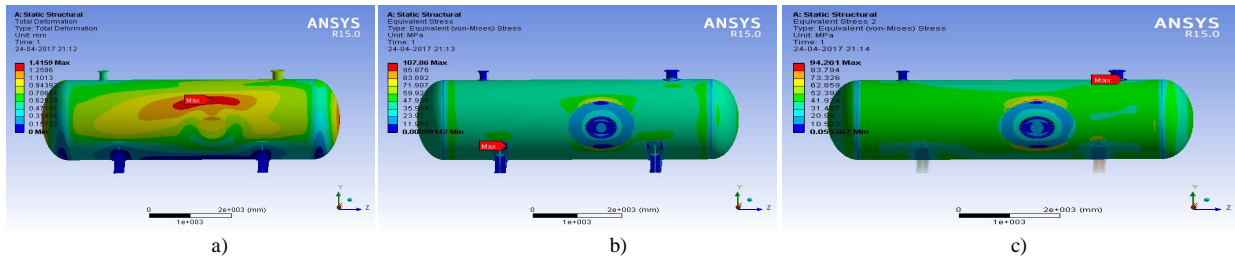 A: Static Structural
Total Deformation
Type: Total Deformation
Unit: mm
Time: 1
24-04-2017 21:12
1.4159 Max
1.2586
1.1013
0 Min
Max
ANSYS
R15.0
0
2e+003 (mm)
1e+003
Y
Z
a)
A: Static Structural
Equivalent Stress
Type: Equivalent (von-Mises) Stress
Unit: MPa
Time: 1
24-04-2017 21:13
107.86 Max
95.876
83.892
71.907
Min
Max
ANSYS
R15.0
0
2e+003 (mm)
1e+003
Y
Z
b)
A: Static Structural
Equivalent Stress 2
Type: Equivalent (von-Mises) Stress
Unit: MPa
Time: 1
24-04-2017 21:14
94.261 Max
83.794
73.326
62.859
Min
Max
ANSYS
R15.0
0
2e+003 (mm)
1e+003
Y
Z
c)